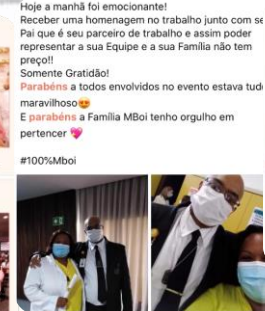 Hoje a manhã foi emocionante!
Receber uma homenagem no trabalho junto com se
Pai que é seu parceiro de trabalho e assim poder
representar a sua Equipe e a sua Família não tem
preço!!
Somente Gratidão!
Parabéns a todos envolvidos no evento estava tud
maravilhoso😍
E parabéns a Família MBoi tenho orgulho em
pertencer 💖
#100%Mboi